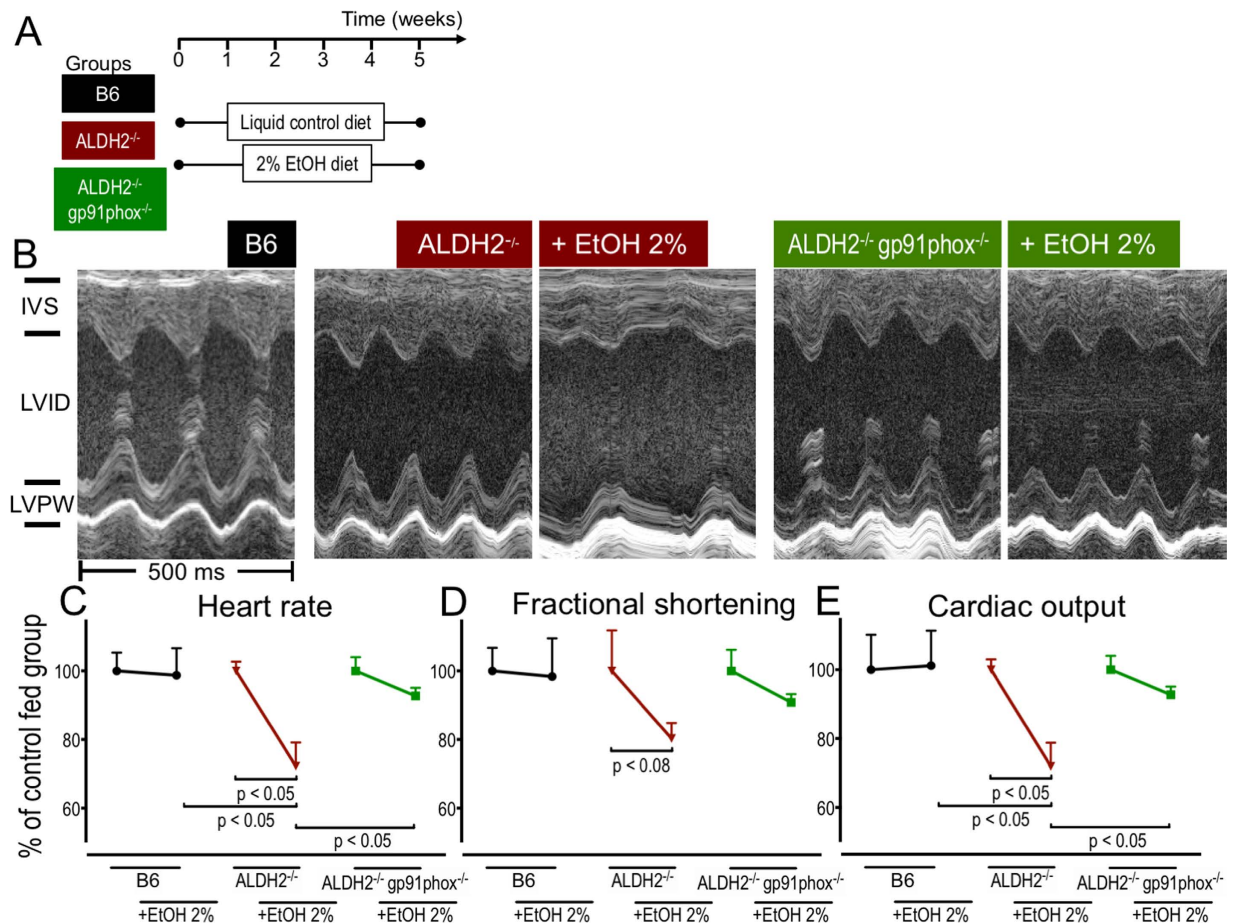 A
Time (weeks)
0 1 2 3 4 5
Groups
B6
ALDH2-/-
ALDH2-/-
gp91phox-/-
Liquid control diet
2% EtOH diet
B
B6
ALDH2-/-
+ EtOH 2%
ALDH2-/- gp91phox-/-
+ EtOH 2%
IVS
LVID
LVPW
500 ms
C
Heart rate
% of control fed group
100
80
60
p < 0.05
p < 0.05
p < 0.05
B6
ALDH2-/-
ALDH2-/- gp91phox-/-
+EtOH 2%
+EtOH 2%
+EtOH 2%
D
Fractional shortening
100
80
60
p < 0.08
B6
ALDH2-/-
ALDH2-/- gp91phox-/-
+EtOH 2%
+EtOH 2%
+EtOH 2%
E
Cardiac output
100
80
60
p < 0.05
p < 0.05
p < 0.05
B6
ALDH2-/-
ALDH2-/- gp91phox-/-
+EtOH 2%
+EtOH 2%
+EtOH 2%